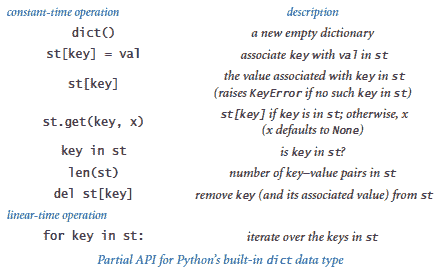 constant-time operation description
dict() a new empty dictionary
st[key] = val associate key with val in st
st[key] the value associated with key in st
(raises KeyError if no such key in st)
st.get(key, x) st[key] if key is in st; otherwise, x
(x defaults to None)
key in st is key in st?
len(st) number of key–value pairs in st
del st[key] remove key (and its associated value) from st
linear-time operation
for key in st: iterate over the keys in st
Partial API for Python's built-in dict data type